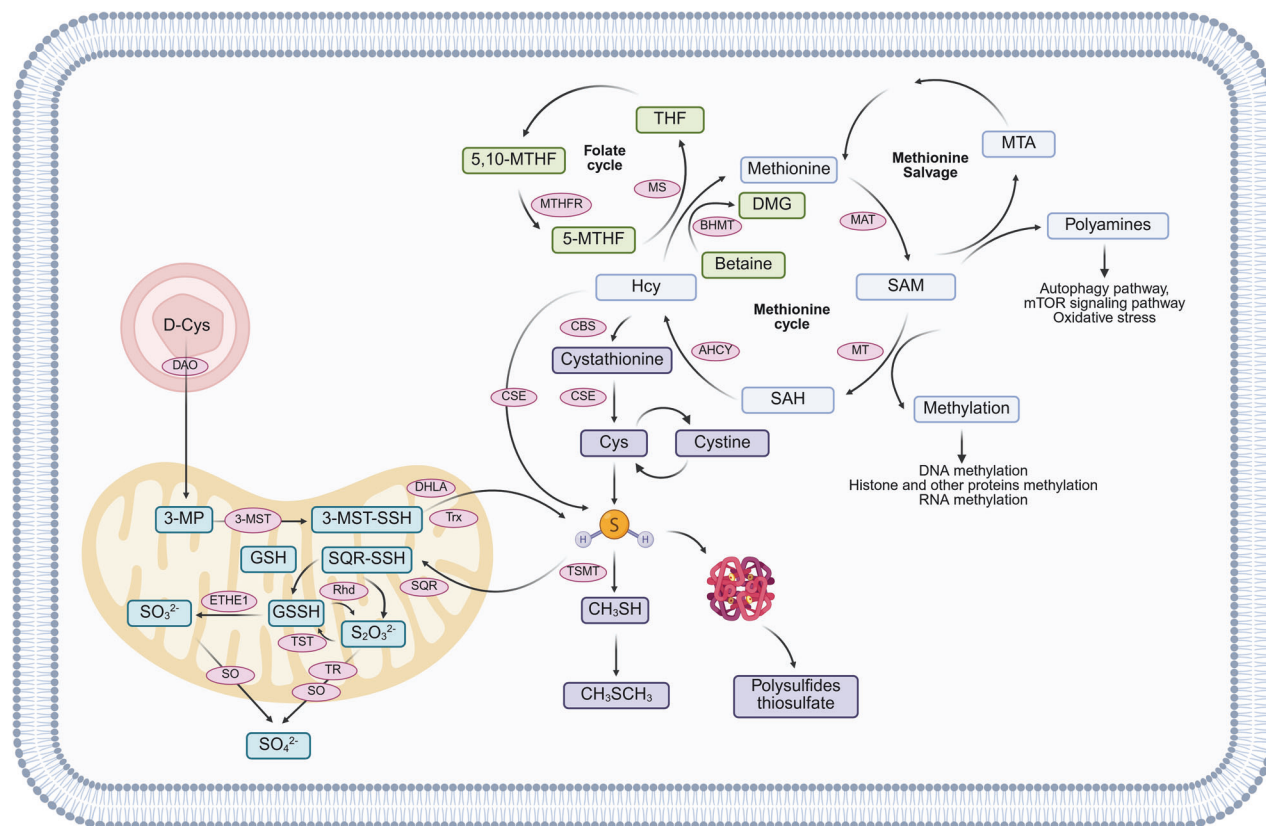 THF
5,10-MTHF
Folate
cycle
MTHFR
MS
5-MTHF
Methionine
DMG
BHMT
Betaine
Methionine
Salvage
MTA
MAT
Polyamines
Autophagy pathway,
mTOR signaling pathway
Oxidative stress
Hcy
SAM
Methionine
cycle
CBS
AHCY
MT
Cystathionine
CSE
CSE
SAH
Methylation
DNA methylation
Histone and other proteins methylation
RNA methylation
Cys
Cystine
D-Cys
DAO
3-MP
3-MST
3-MST-SSH
DHLA
Trx
GSH
SQR-SSH
SQR
Rhd
ETHE1
SO₃²⁻
GSSH
S₂O₃²⁻
TST
TR
SO
SO
SO₄²⁻
S
H
H
TSMT
CH₃SH
CH₃SCH₃
Polysulfides
thiosulfate